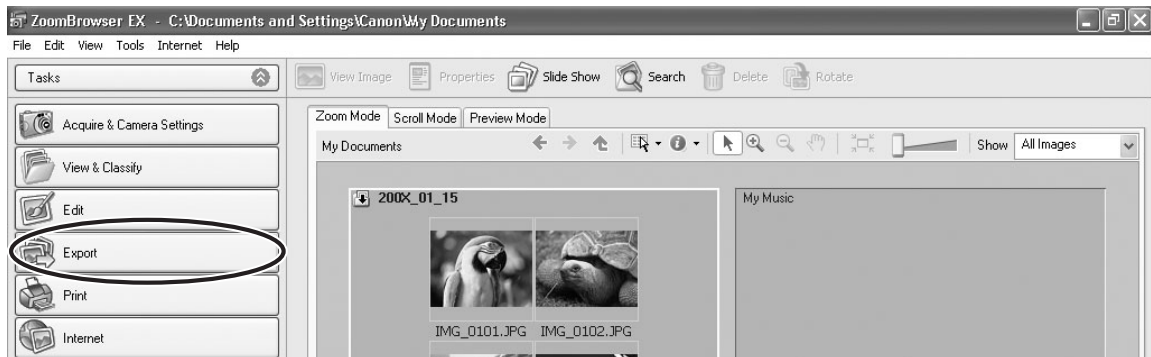 ZoomBrowser EX - C:\Documents and Settings\Canon\My Documents
File Edit View Tools Internet Help
Tasks
View Image Properties Slide Show Search Delete Rotate
Acquire & Camera Settings
View & Classify
Edit
Export
Print
Internet
Zoom Mode Scroll Mode Preview Mode
My Documents
Show All Images
200X_01_15
My Music
IMG_0101.JPG IMG_0102.JPG